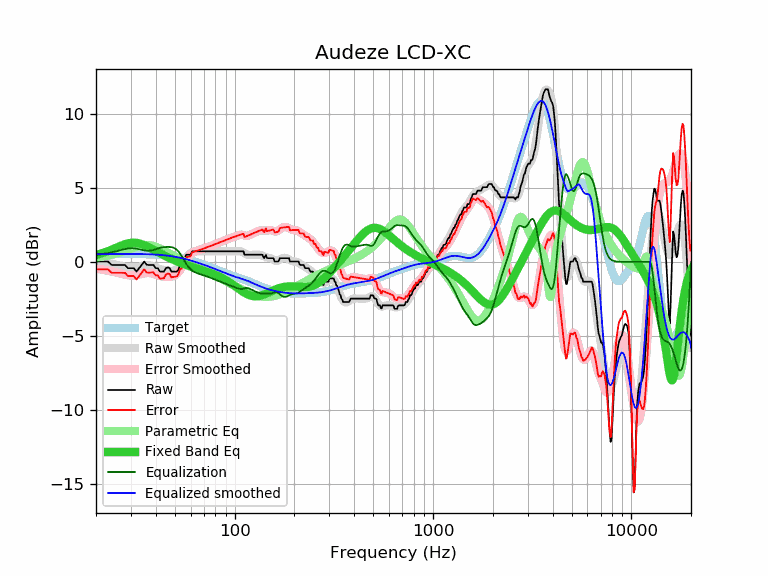 Audeze LCD-XC
Amplitude (dBr)
10
5
0
−5
−10
−15
Target
Raw Smoothed
Error Smoothed
Raw
Error
Parametric Eq
Fixed Band Eq
Equalization
Equalized smoothed
100
1000
10000
Frequency (Hz)